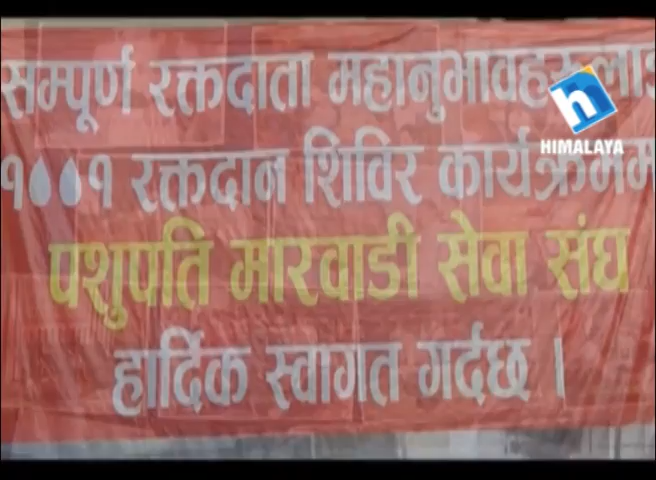 सम्पूर्ण रक्तदाता महानुभावहरुलाई
१००१ रक्तदान शिविर कार्यक्रममा
पशुपति मारवाडी सेवा संघ
हार्दिक स्वागत गर्दछ ।
h
HIMALAYA